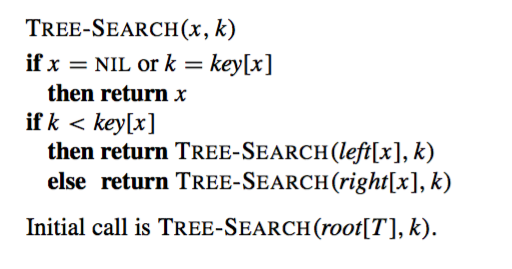 TREE-SEARCH(x, k)
if x = NIL or k = key[x]
then return x
if k < key[x]
then return TREE-SEARCH(left[x], k)
else return TREE-SEARCH(right[x], k)
Initial call is TREE-SEARCH(root[T], k).